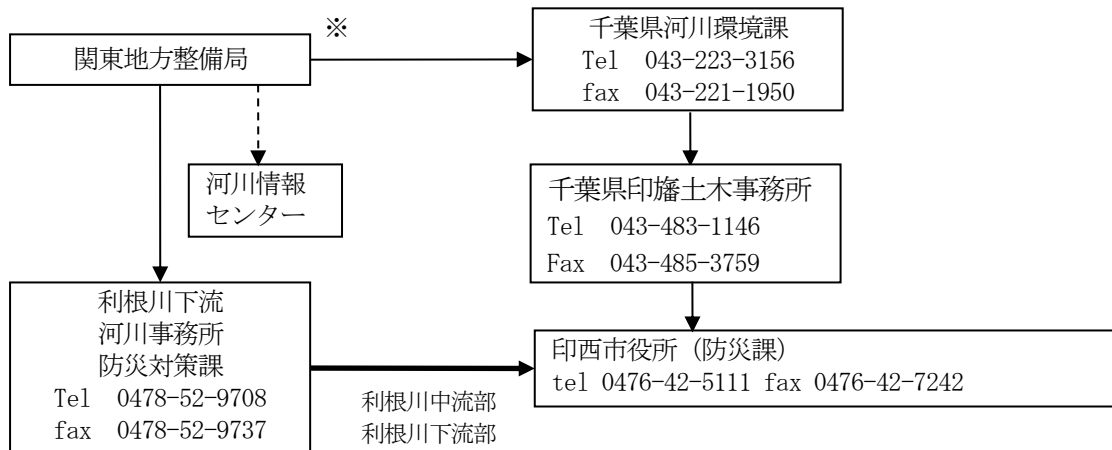 ※
関東地方整備局
千葉県河川環境課
Tel 043-223-3156
fax 043-221-1950
河川情報
センター
千葉県印旛土木事務所
Tel 043-483-1146
Fax 043-485-3759
利根川下流
河川事務所
防災対策課
Tel 0478-52-9708
fax 0478-52-9737
利根川中流部
利根川下流部
印西市役所（防災課）
tel 0476-42-5111 fax 0476-42-7242